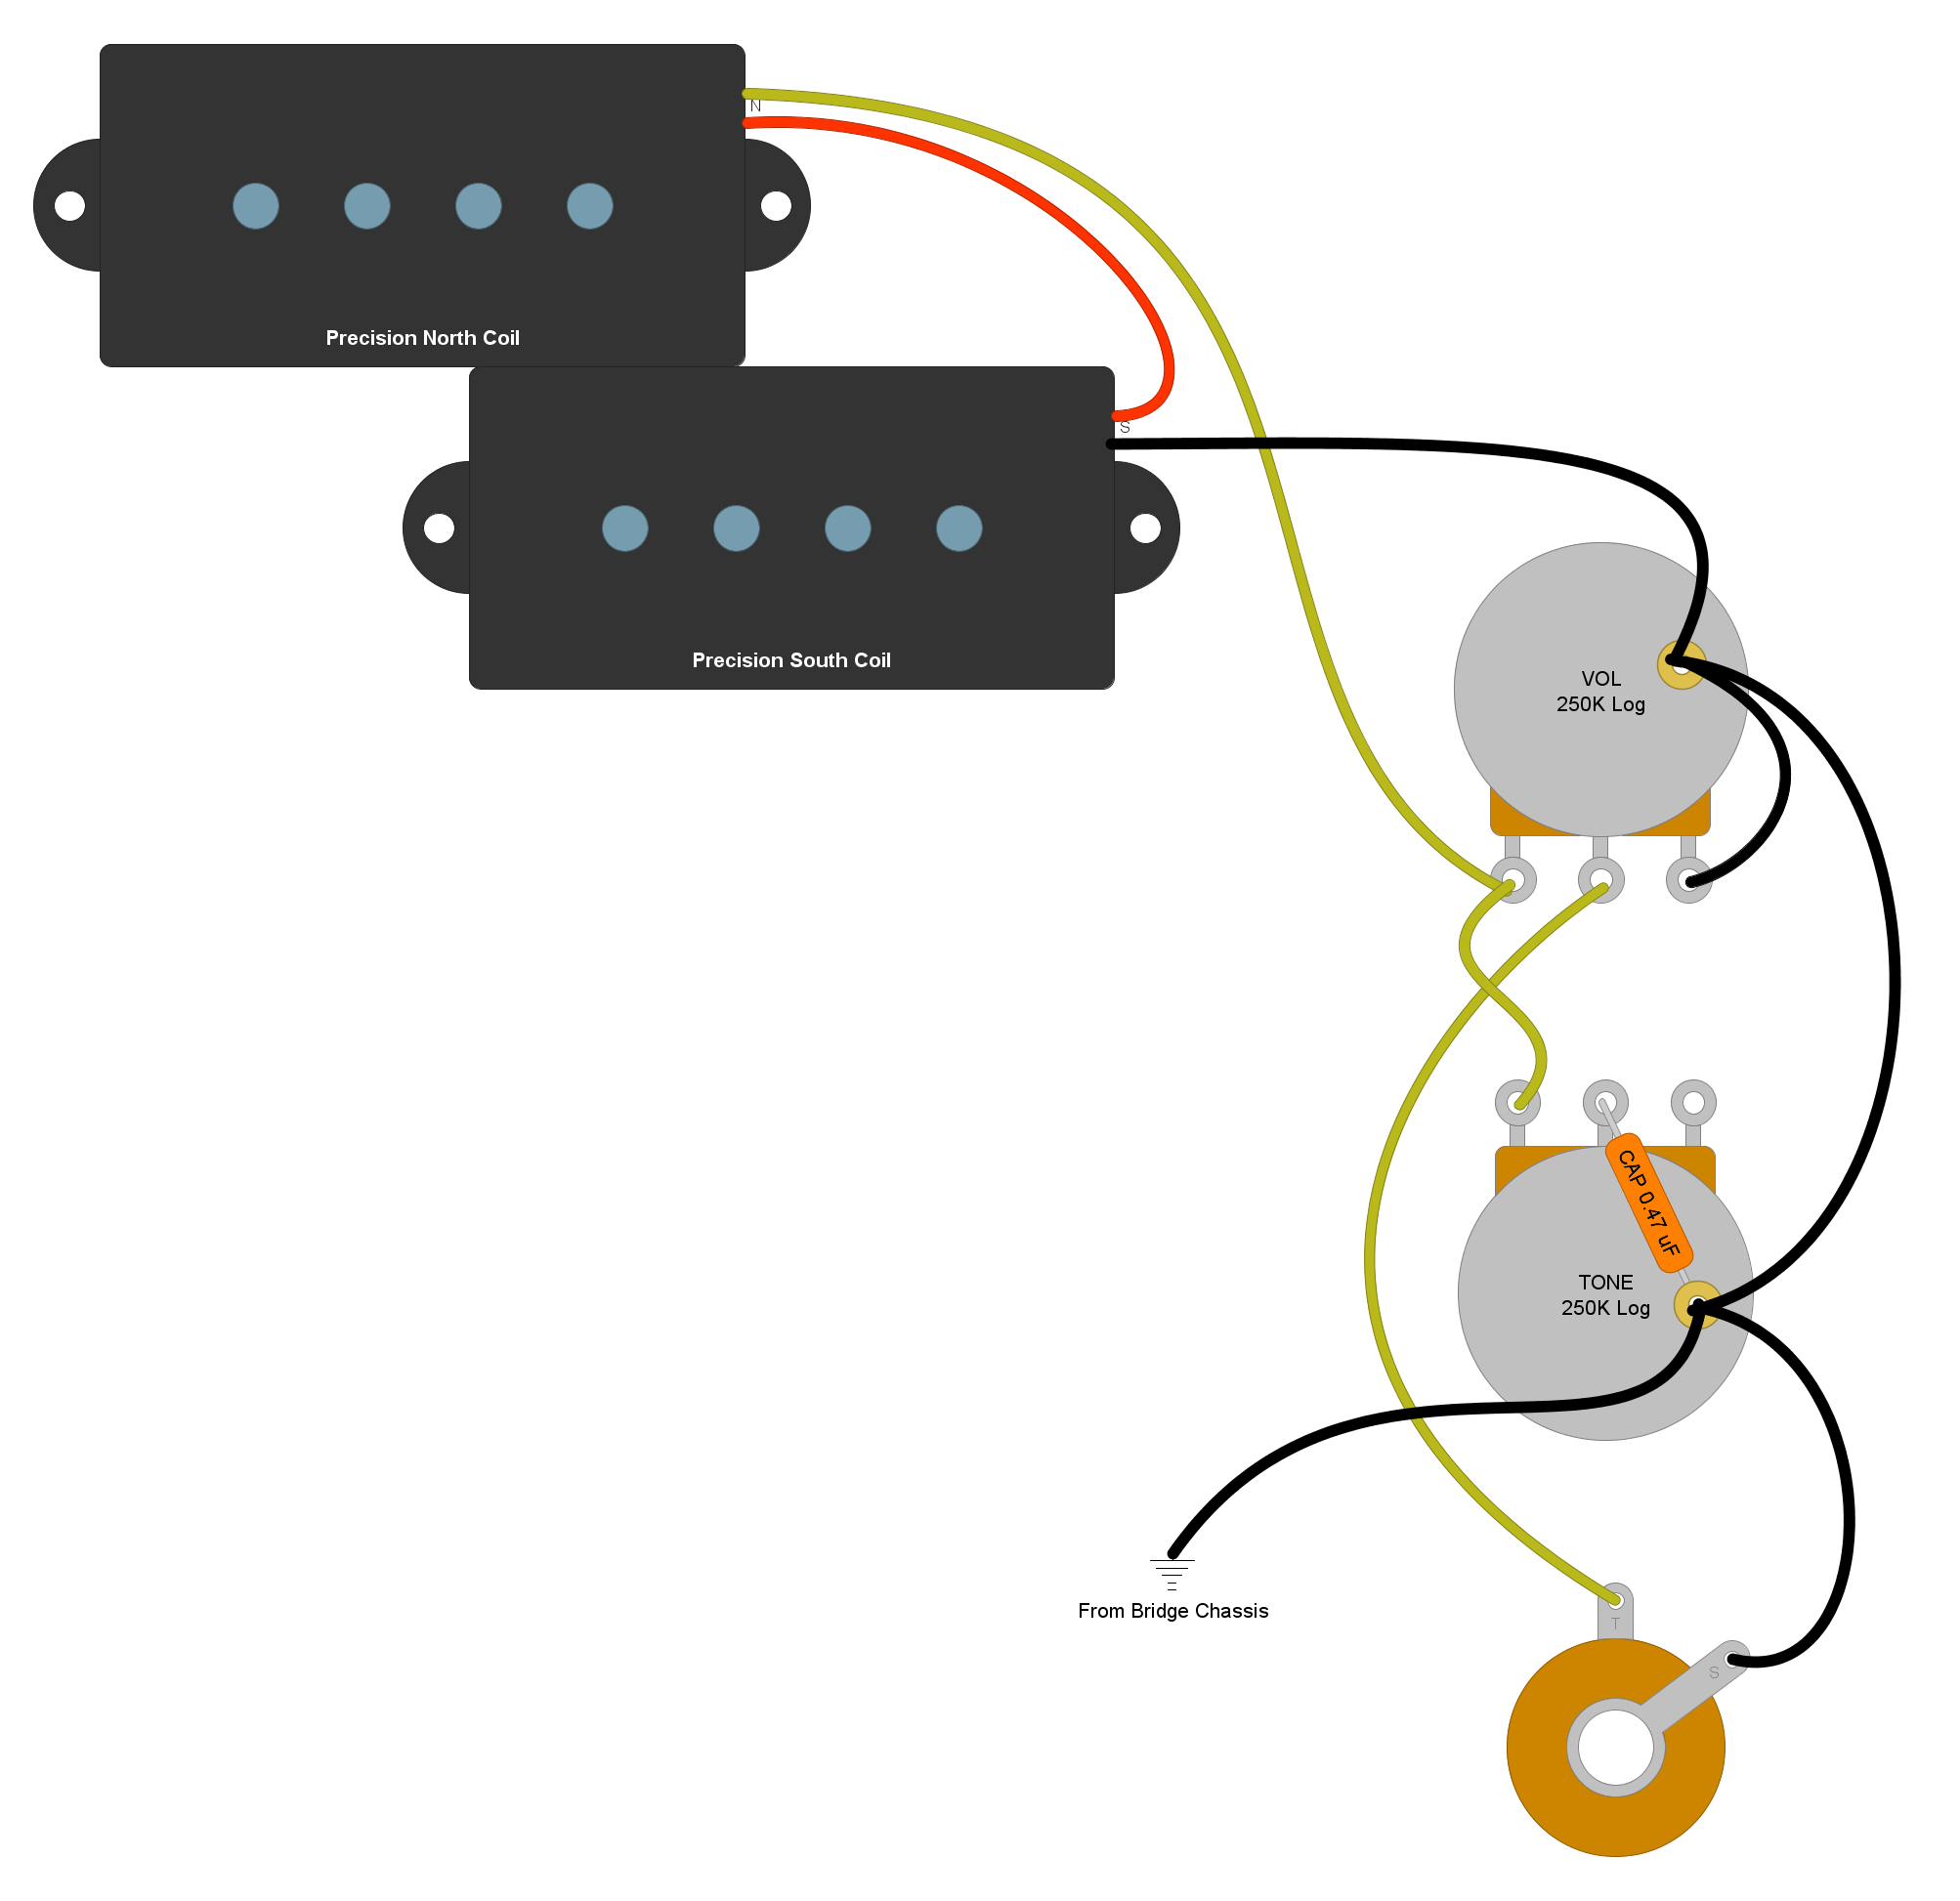 N
Precision North Coil
S
Precision South Coil
VOL
250K Log
CAP 0.47 uF
TONE
250K Log
From Bridge Chassis
T
S